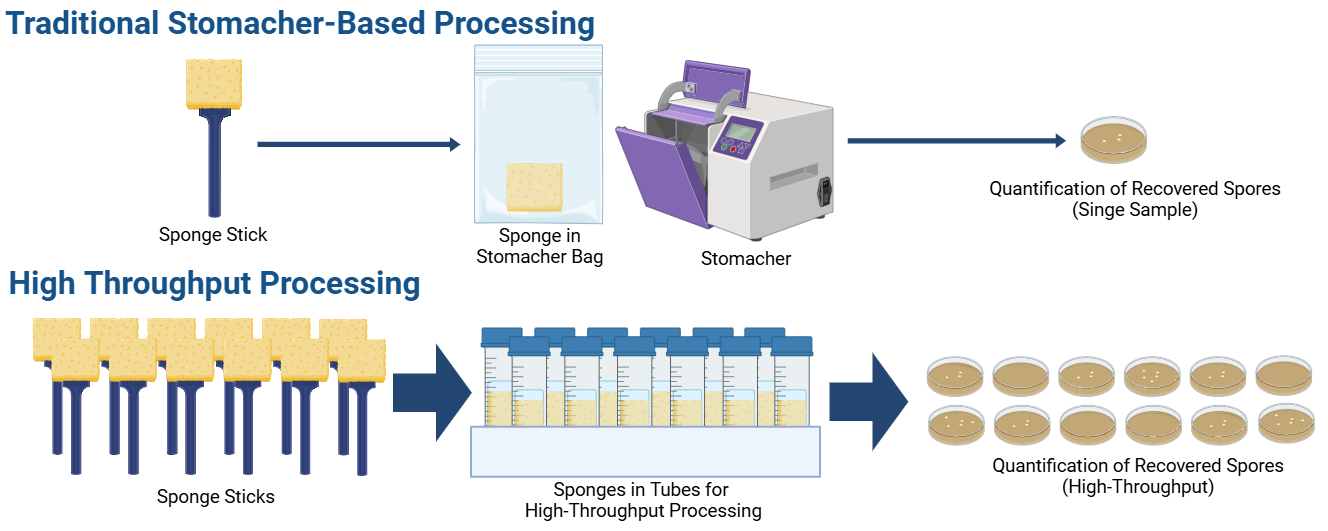 Traditional Stomacher-Based Processing
Sponge Stick
Sponge in
Stomacher Bag
Stomacher
Quantification of Recovered Spores
(Singe Sample)
High Throughput Processing
Sponge Sticks
Sponges in Tubes for
High-Throughput Processing
Quantification of Recovered Spores
(High-Throughput)